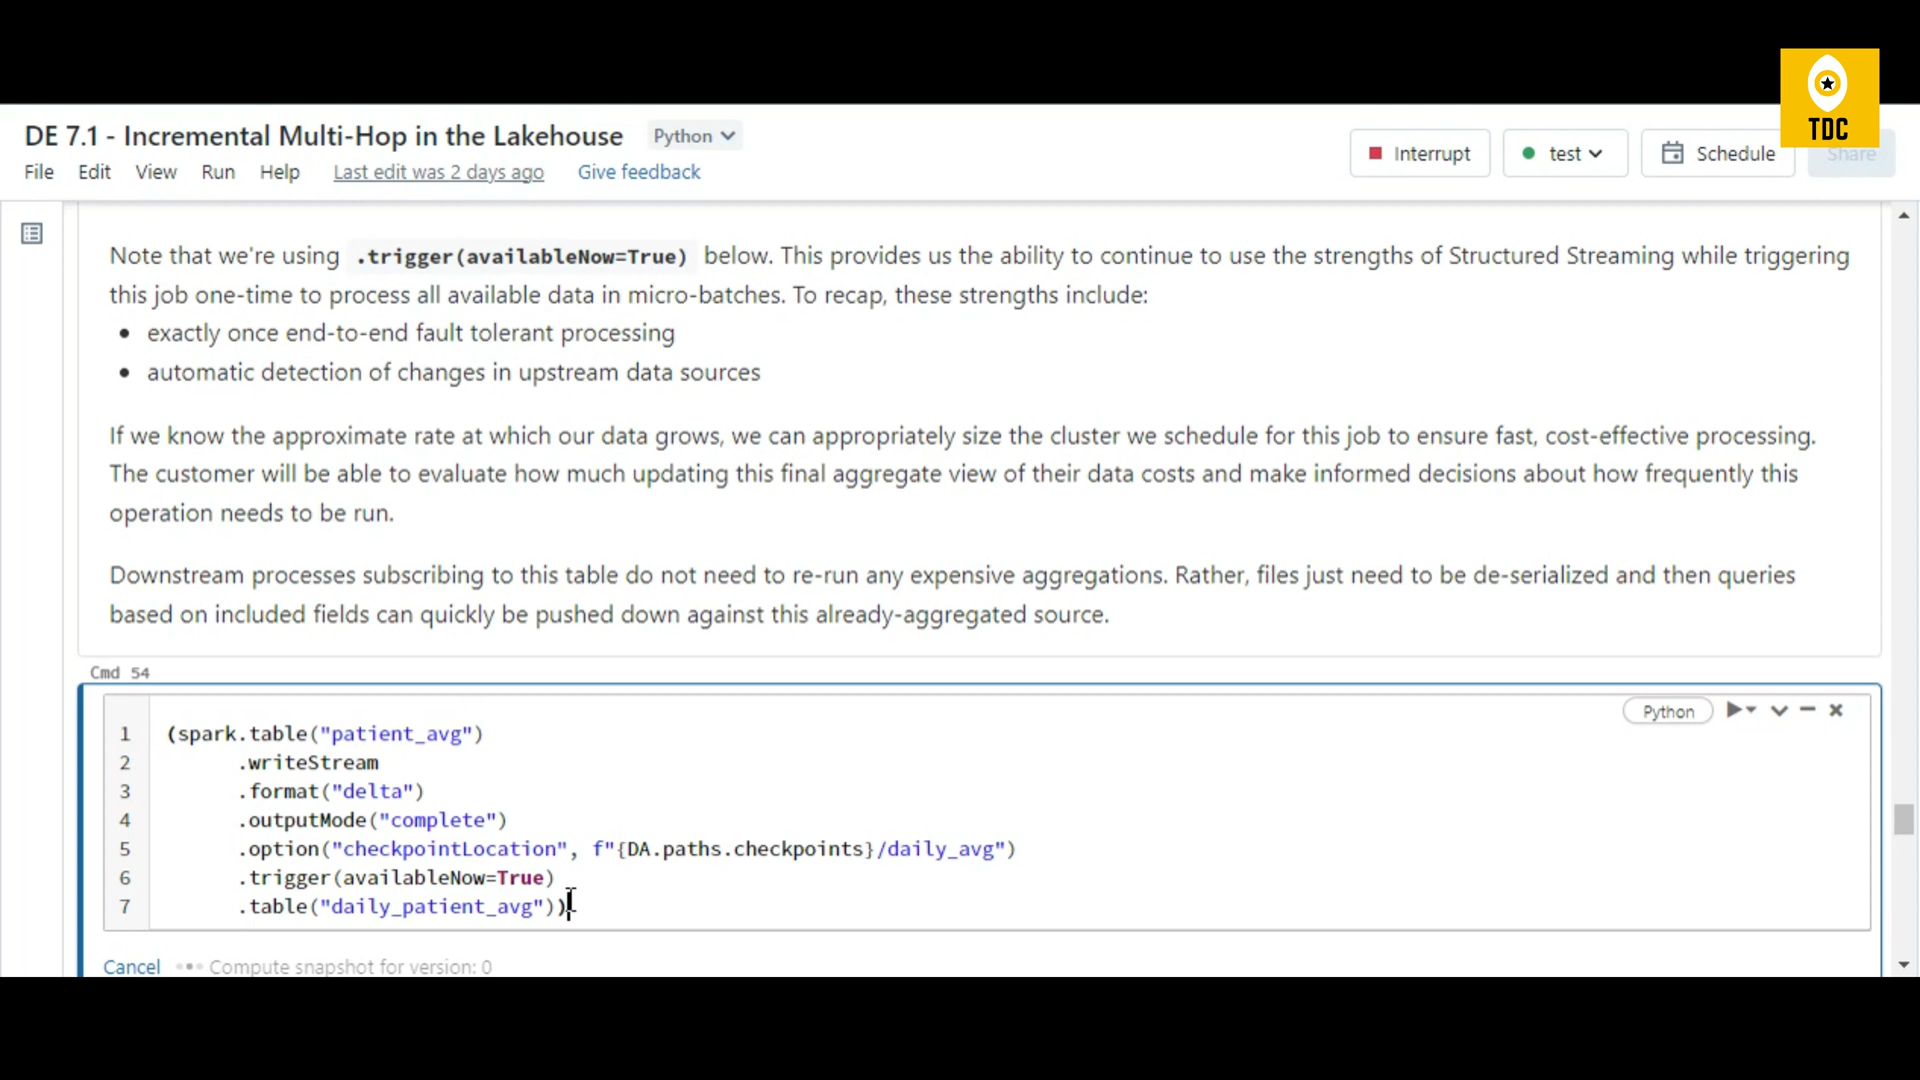 TDC
DE 7.1 - Incremental Multi-Hop in the Lakehouse Python
File Edit View Run Help Last edit was 2 days ago Give feedback
Interrupt test Schedule Share
Note that we're using .trigger(availableNow=True) below. This provides us the ability to continue to use the strengths of Structured Streaming while triggering
this job one-time to process all available data in micro-batches. To recap, these strengths include:
• exactly once end-to-end fault tolerant processing
• automatic detection of changes in upstream data sources
If we know the approximate rate at which our data grows, we can appropriately size the cluster we schedule for this job to ensure fast, cost-effective processing.
The customer will be able to evaluate how much updating this final aggregate view of their data costs and make informed decisions about how frequently this
operation needs to be run.
Downstream processes subscribing to this table do not need to re-run any expensive aggregations. Rather, files just need to be de-serialized and then queries
based on included fields can quickly be pushed down against this already-aggregated source.
Cmd 54
Python
1 (spark.table("patient_avg")
2 .writeStream
3 .format("delta")
4 .outputMode("complete")
5 .option("checkpointLocation", f"{DA.paths.checkpoints}/daily_avg")
6 .trigger(availableNow=True)
7 .table("daily_patient_avg"))
Cancel Compute snapshot for version: 0